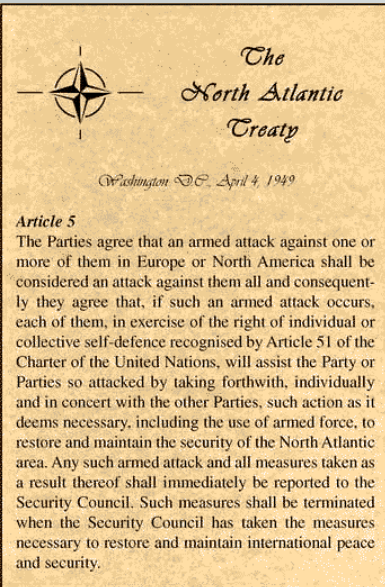 The
North Atlantic
Treaty
Washington D.C., April 4, 1949
Article 5
The Parties agree that an armed attack against one or
more of them in Europe or North America shall be
considered an attack against them all and consequent-
ly they agree that, if such an armed attack occurs,
each of them, in exercise of the right of individual or
collective self-defence recognised by Article 51 of the
Charter of the United Nations, will assist the Party or
Parties so attacked by taking forthwith, individually
and in concert with the other Parties, such action as it
deems necessary, including the use of armed force, to
restore and maintain the security of the North Atlantic
area. Any such armed attack and all measures taken as
a result thereof shall immediately be reported to the
Security Council. Such measures shall be terminated
when the Security Council has taken the measures
necessary to restore and maintain international peace
and security.